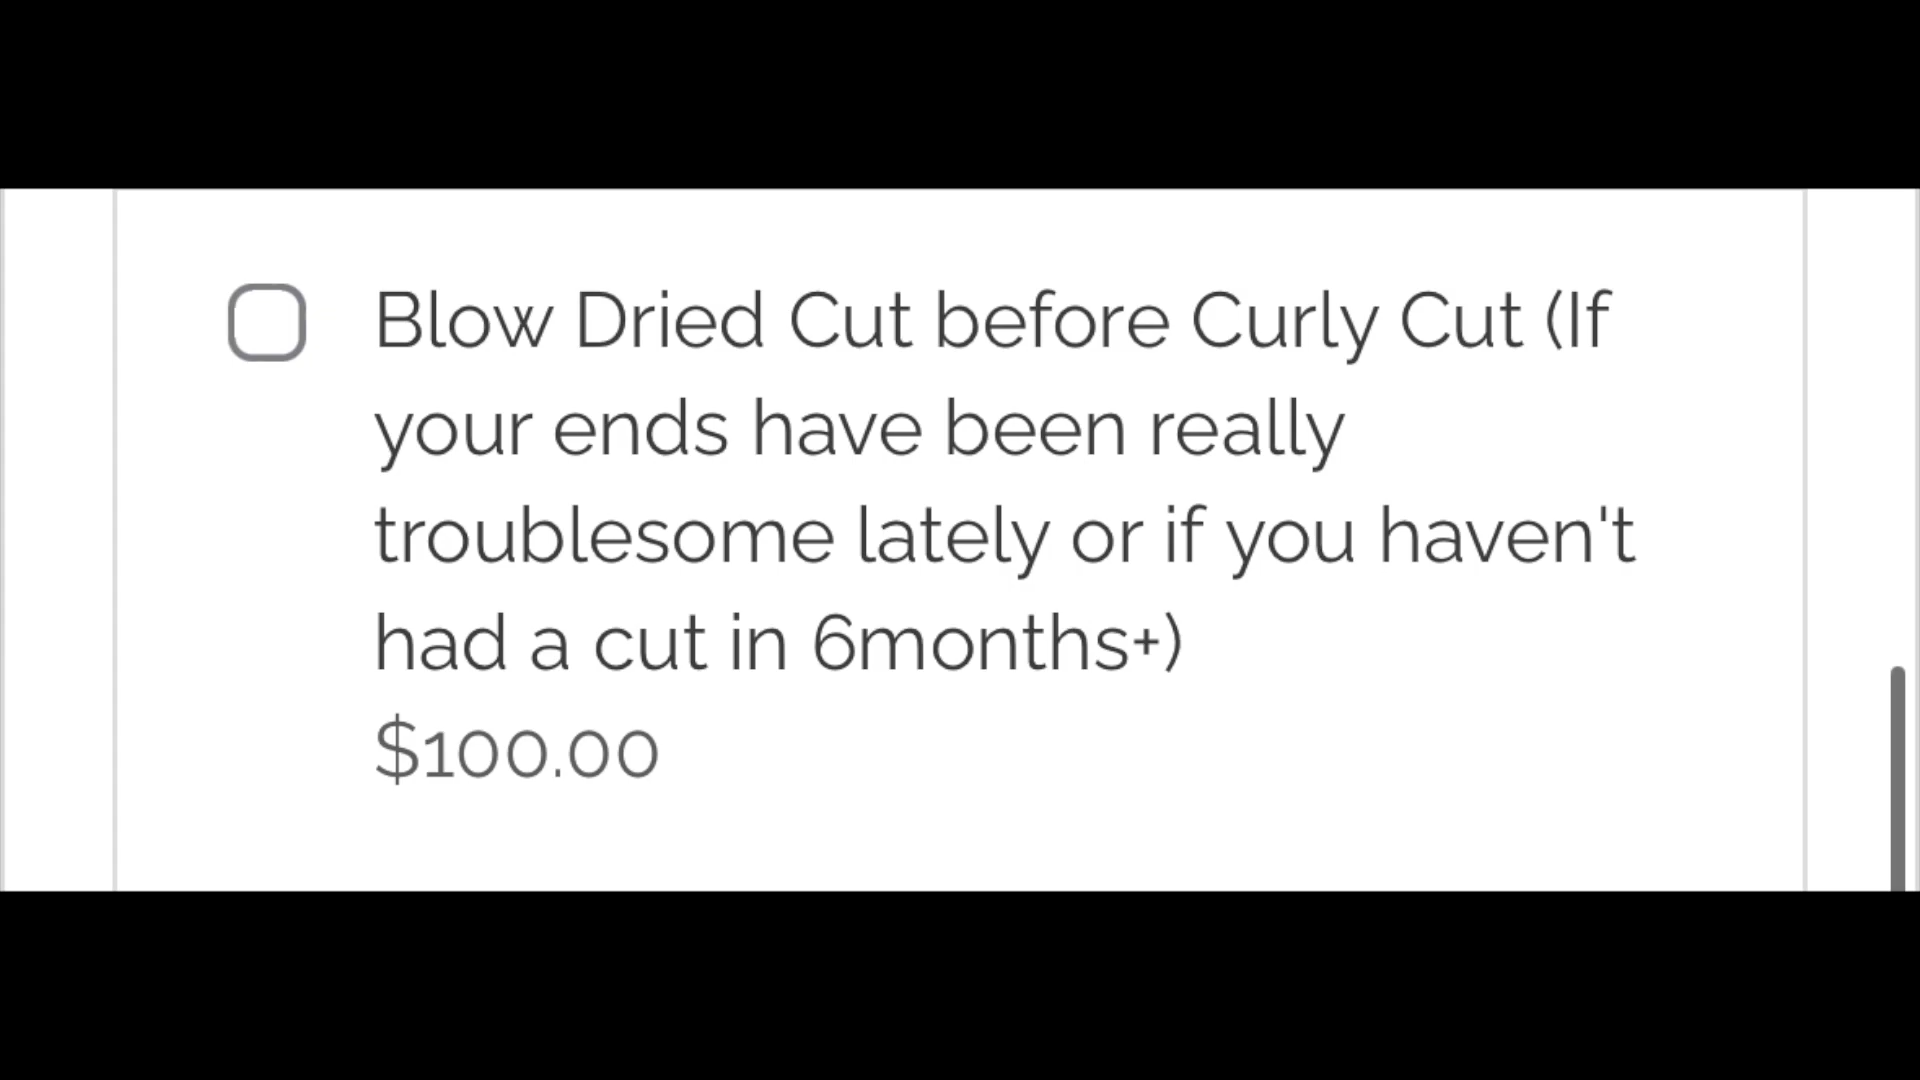 Blow Dried Cut before Curly Cut (If
your ends have been really
troublesome lately or if you haven't
had a cut in 6months+)
$100.00